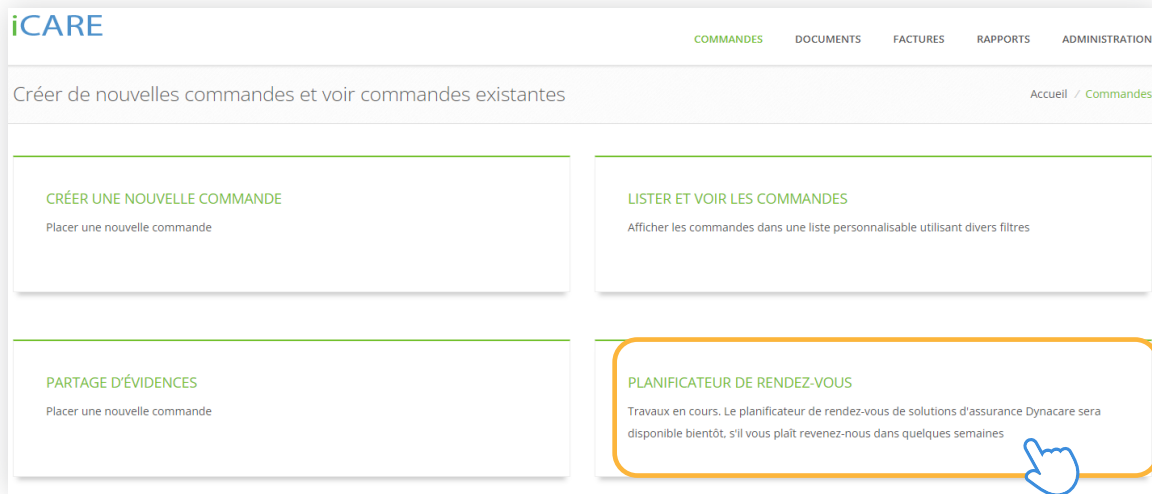 iCARE
COMMANDES DOCUMENTS FACTURES RAPPORTS ADMINISTRATION
Créer de nouvelles commandes et voir commandes existantes
Accueil / Commandes
CRÉER UNE NOUVELLE COMMANDE
Placer une nouvelle commande
LISTER ET VOIR LES COMMANDES
Afficher les commandes dans une liste personnalisable utilisant divers filtres
PARTAGE D'ÉVIDENCES
Placer une nouvelle commande
PLANIFICATEUR DE RENDEZ-VOUS
Travaux en cours. Le planificateur de rendez-vous de solutions d'assurance Dynacare sera
disponible bientôt, s'il vous plaît revenez-nous dans quelques semaines